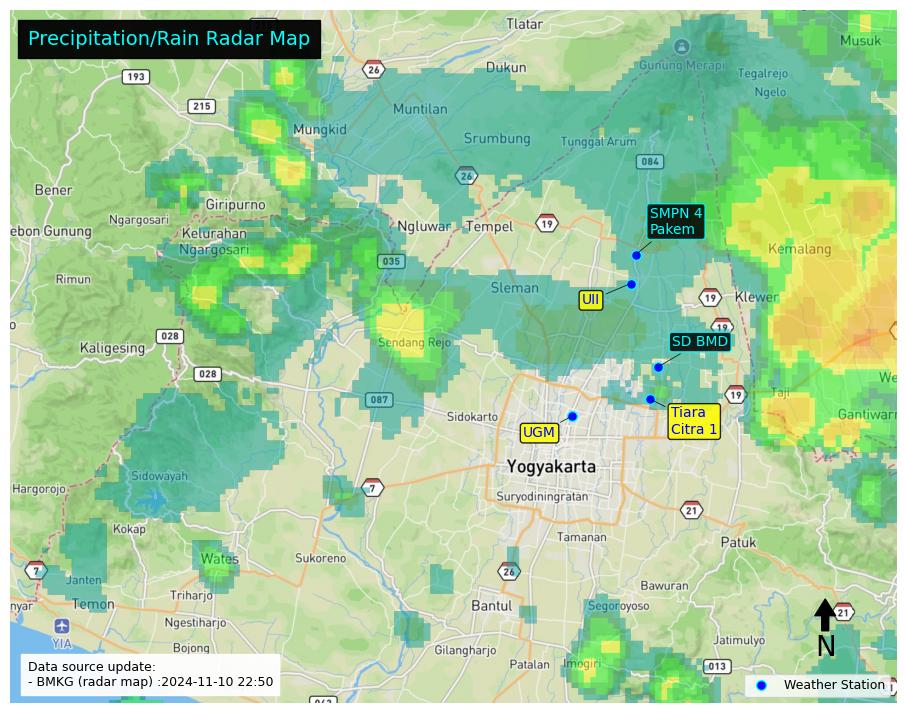 Precipitation/Rain Radar Map
Tlatar
Musuk
26
Dukun
Gunung Merapi
Tegalrejo
193
Ngelo
215
Muntilan
Mungkid
Srumbung
Tunggal Arum
084
26
Bener
Giripurno
SMPN 4
Pakem
Ngargosari
19
ebon Gunung
Kelurahan
Ngargosari
Ngluwar
Tempel
Kemalang
035
Rimun
Sleman
UII
19
Klewer
19
028
Sendang Rejo
SD BMD
Kaligesing
028
We
087
19
Taji
Sidokarto
Tiara
Citra 1
Gantiwarn
UGM
Yogyakarta
Sidowayah
Hargorojo
7
Suryodiningratan
21
Kokap
Tamanan
Patuk
Wates
Sukoreno
7
26
Janten
Bawuran
nyar
Temon
Triharjo
Bantul
Segoroyoso
21
Ngestiharjo
YIA
N
Bojong
Gilangharjo
Jatimulyo
Patalan
Imogiri
013
Data source update:
- BMKG (radar map) :2024-11-10 22:50
Weather Station